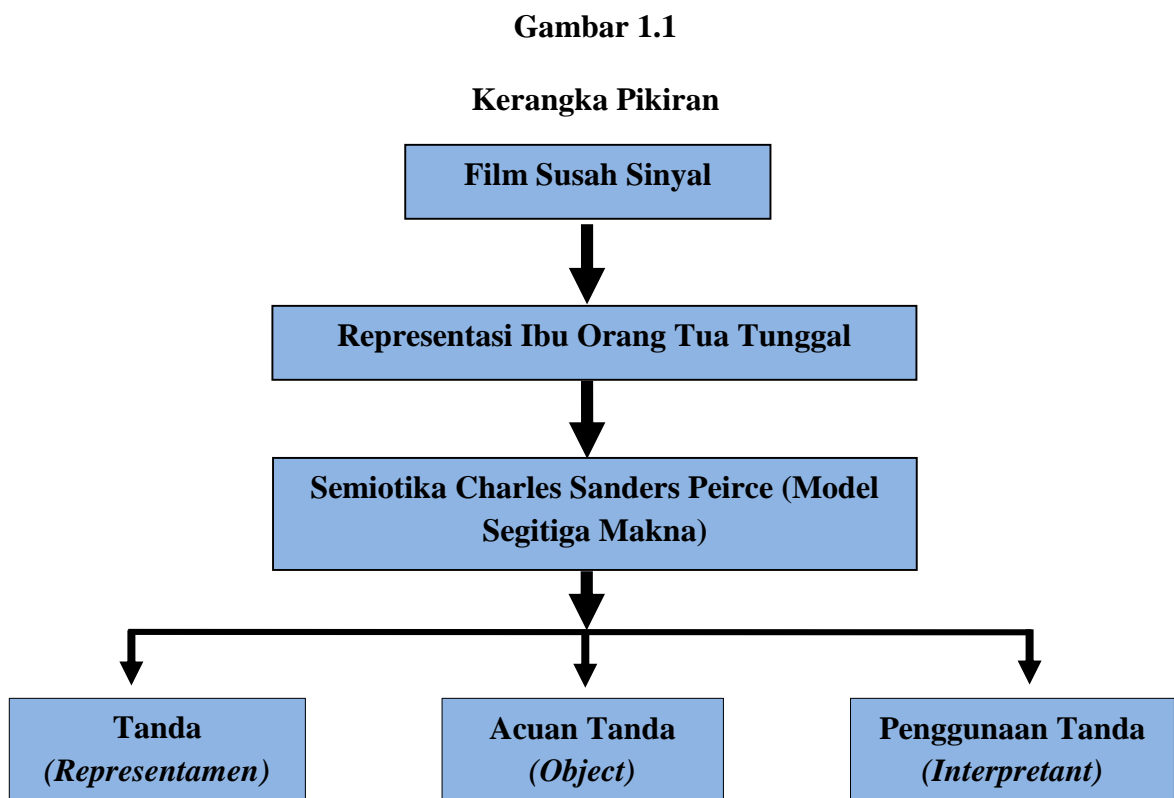 Gambar 1.1
Kerangka Pikiran
Film Susah Sinyal
Representasi Ibu Orang Tua Tunggal
Semiotika Charles Sanders Peirce (Model
Segitiga Makna)
Tanda
(Representamen)
Acuan Tanda
(Object)
Penggunaan Tanda
(Interpretant)